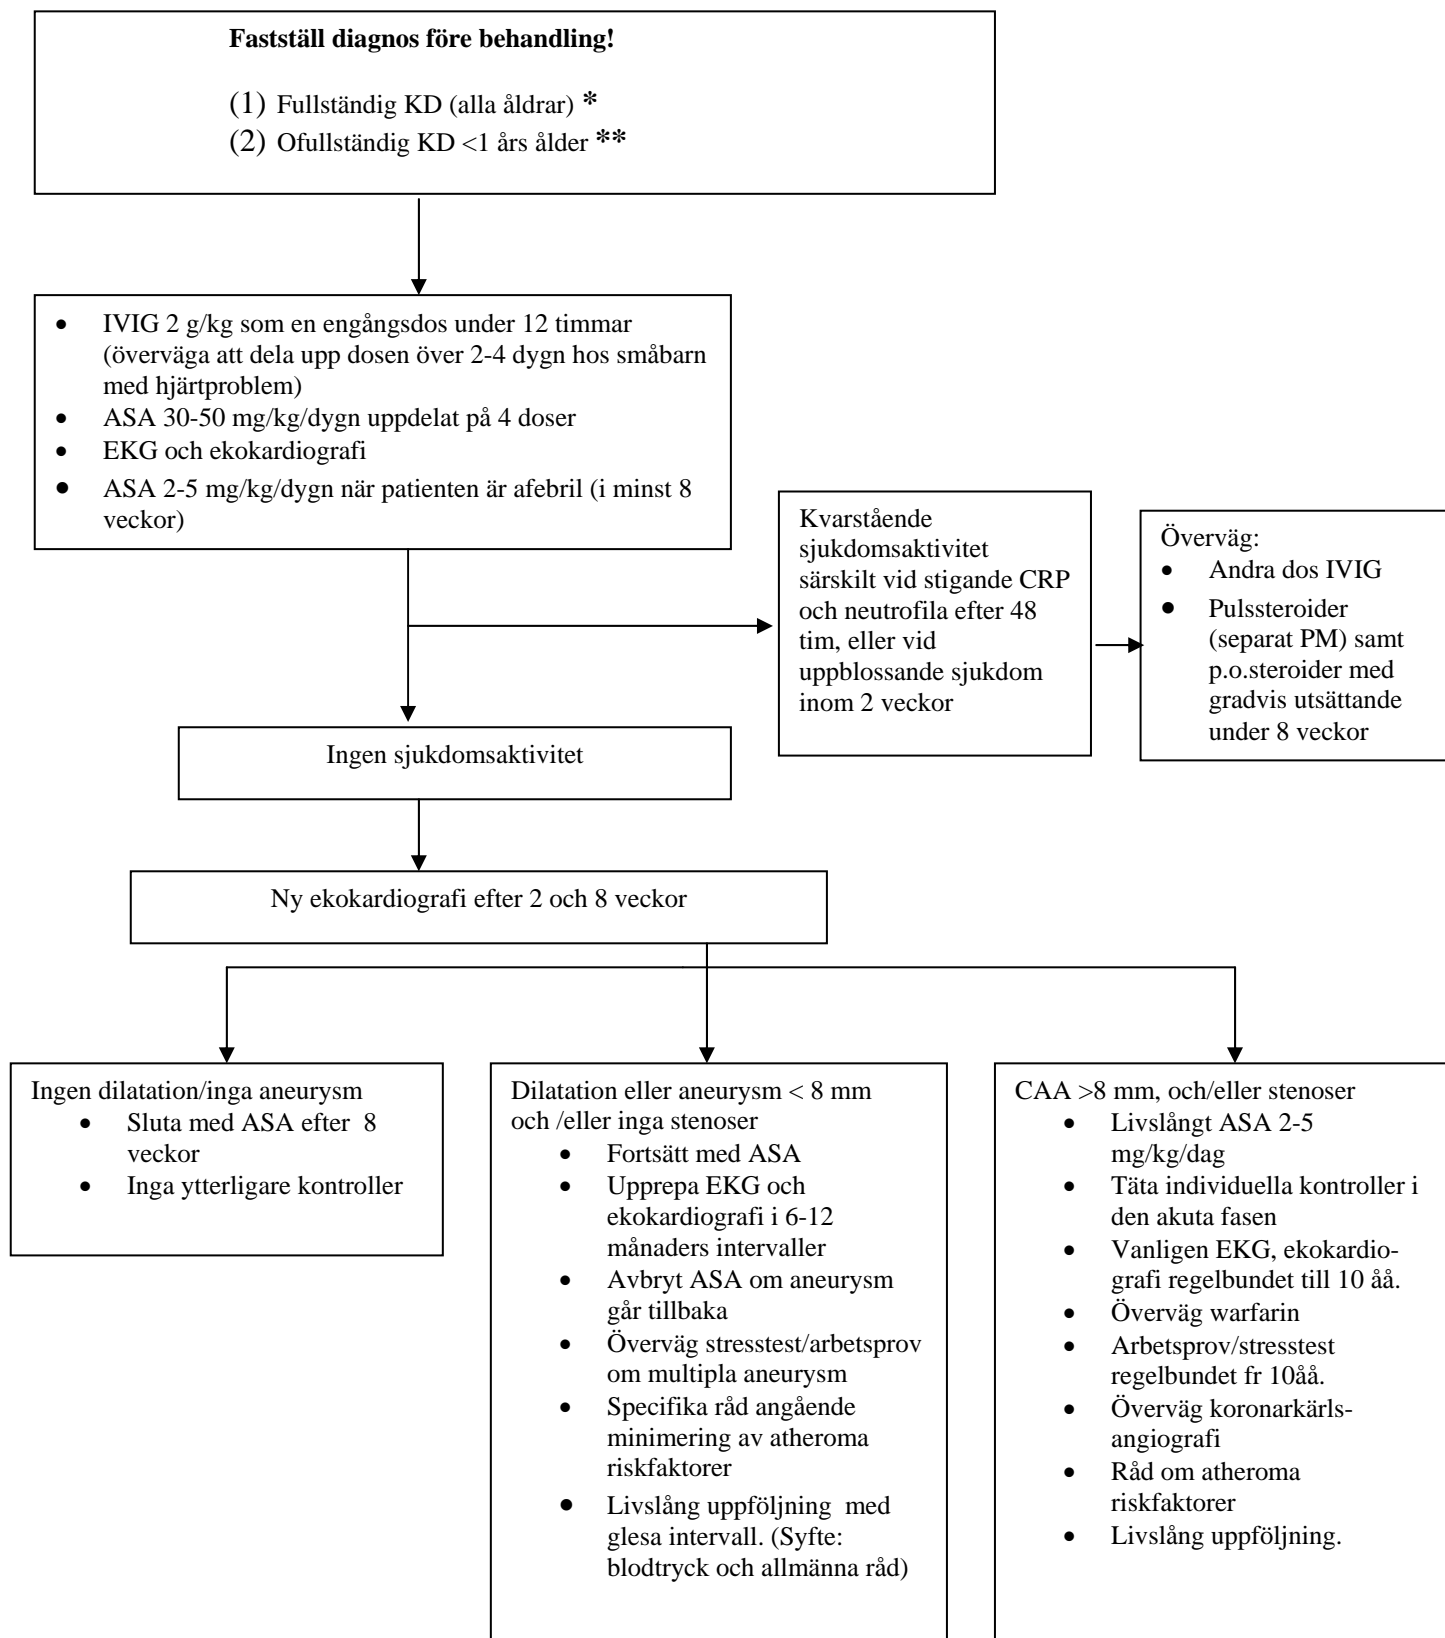 Fastställ diagnos före behandling!
(1) Fullständig KD (alla åldrar) *
(2) Ofullständig KD <1 års ålder **
• IVIG 2 g/kg som en engångsdos under 12 timmar
(överväga att dela upp dosen över 2-4 dygn hos småbarn
med hjärtproblem)
• ASA 30-50 mg/kg/dygn uppdelat på 4 doser
• EKG och ekokardiografi
• ASA 2-5 mg/kg/dygn när patienten är afebril (i minst 8
veckor)
Kvarstående
sjukdomsaktivitet
särskilt vid stigande CRP
och neutrofila efter 48
tim, eller vid
uppblossande sjukdom
inom 2 veckor
Överväg:
• Andra dos IVIG
• Pulssteroider
(separat PM) samt
p.o.steroider med
gradvis utsättande
under 8 veckor
Ingen sjukdomsaktivitet
Ny ekokardiografi efter 2 och 8 veckor
Ingen dilatation/inga aneurysm
• Sluta med ASA efter 8
veckor
• Inga ytterligare kontroller
Dilatation eller aneurysm < 8 mm
och /eller inga stenoser
• Fortsätt med ASA
• Upprepa EKG och
ekokardiografi i 6-12
månaders intervaller
• Avbryt ASA om aneurysm
går tillbaka
• Överväg stresstest/arbetsprov
om multipla aneurysm
• Specifika råd angående
minimering av atheroma
riskfaktorer
• Livslång uppföljning med
glesa intervall. (Syfte:
blodtryck och allmänna råd)
CAA >8 mm, och/eller stenoser
• Livslångt ASA 2-5
mg/kg/dag
• Täta individuella kontroller i
den akuta fasen
• Vanligen EKG, ekokardio-
grafi regelbundet till 10 åå.
• Överväg warfarin
• Arbetsprov/stresstest
regelbundet fr 10åå.
• Överväg koronarkärls-
angiografi
• Råd om atheroma
riskfaktorer
• Livslång uppföljning.